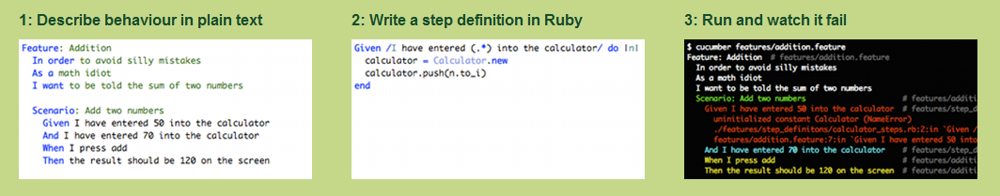 1: Describe behaviour in plain text
Feature: Addition
In order to avoid silly mistakes
As a math idiot
I want to be told the sum of two numbers
Scenario: Add two numbers
Given I have entered 50 into the calculator
And I have entered 70 into the calculator
When I press add
Then the result should be 120 on the screen
2: Write a step definition in Ruby
Given /I have entered (.*) into the calculator/ do |n|
calculator = Calculator.new
calculator.push(n.to_i)
end
3: Run and watch it fail
$ cucumber features/addition.feature
Feature: Addition # features/addition.feature
In order to avoid silly mistakes
As a math idiot
I want to be told the sum of two numbers
Scenario: Add two numbers # features/additi
Given I have entered 50 into the calculator # features/step_d
uninitialized constant Calculator (NameError)
./features/step_definitons/calculator_steps.rb:2:in `Given /
features/addition.feature:7:in `Given I have entered 50 into
And I have entered 70 into the calculator # features/step_d
When I press add # features/additi
Then the result should be 120 on the screen # features/additi